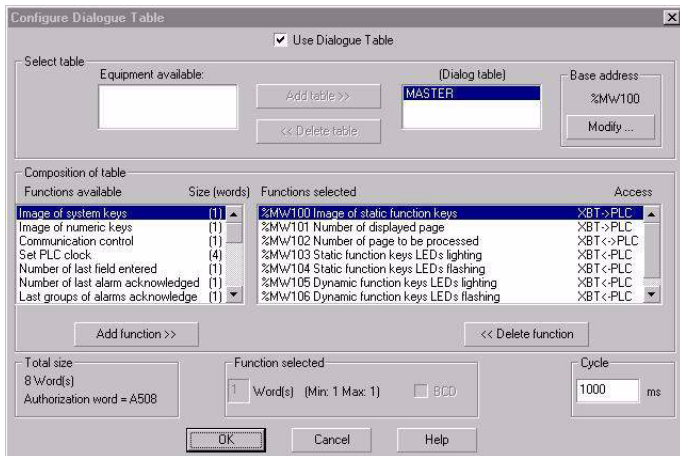 Configure Dialogue Table
Use Dialogue Table
Select table
Equipment available:
Add table >>
<< Delete table
(Dialog table)
MASTER
Base address
%MW100
Modify ...
Composition of table
Functions available Size (words)
Image of system keys (1)
Image of numeric keys (1)
Communication control (1)
Set PLC clock (4)
Number of last field entered (1)
Number of last alarm acknowledged (1)
Last groups of alarms acknowledge (1)
Add function >>
Functions selected Access
%MW100 Image of static function keys XBT->PLC
%MW101 Number of displayed page XBT->PLC
%MW102 Number of page to be processed XBT<->PLC
%MW103 Static function keys LEDs lighting XBT<-PLC
%MW104 Static function keys LEDs flashing XBT<-PLC
%MW105 Dynamic function keys LEDs lighting XBT<-PLC
%MW106 Dynamic function keys LEDs flashing XBT<-PLC
<< Delete function
Total size
8 Word(s)
Authorization word = A508
Function selected
1 Word(s) (Min: 1 Max: 1) BCD
Cycle
1000 ms
OK Cancel Help